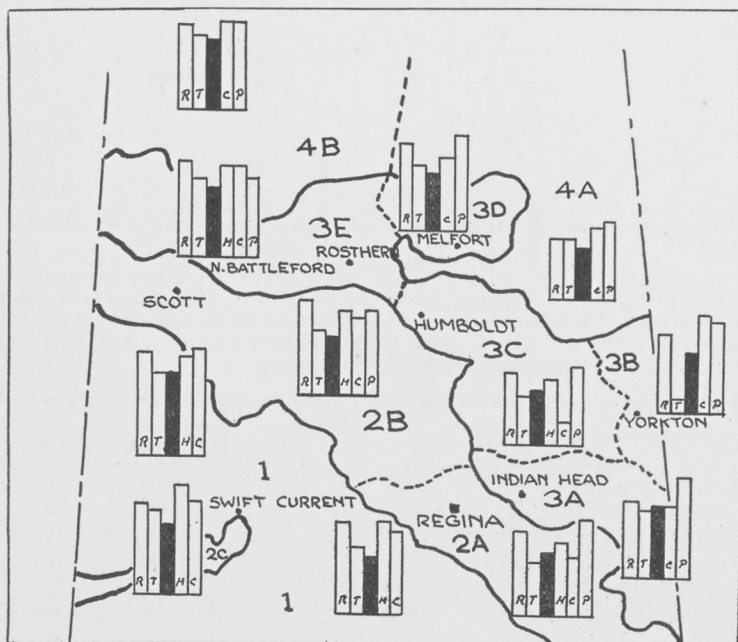 R T C P
4B
R T H C P
R T C P
3D
4A
3E
MELFORT
ROSTHER
N. BATTLEFORD
R T C P
SCOTT
HUMBOLDT
R T H C P
3C
3B
R T C P
R T H C
YORKTON
2B
R T H C P
1
INDIAN HEAD
3A
SWIFT CURRENT
REGINA
2A
2C
R T H C
R T C P
1
R T H C
R T H C P